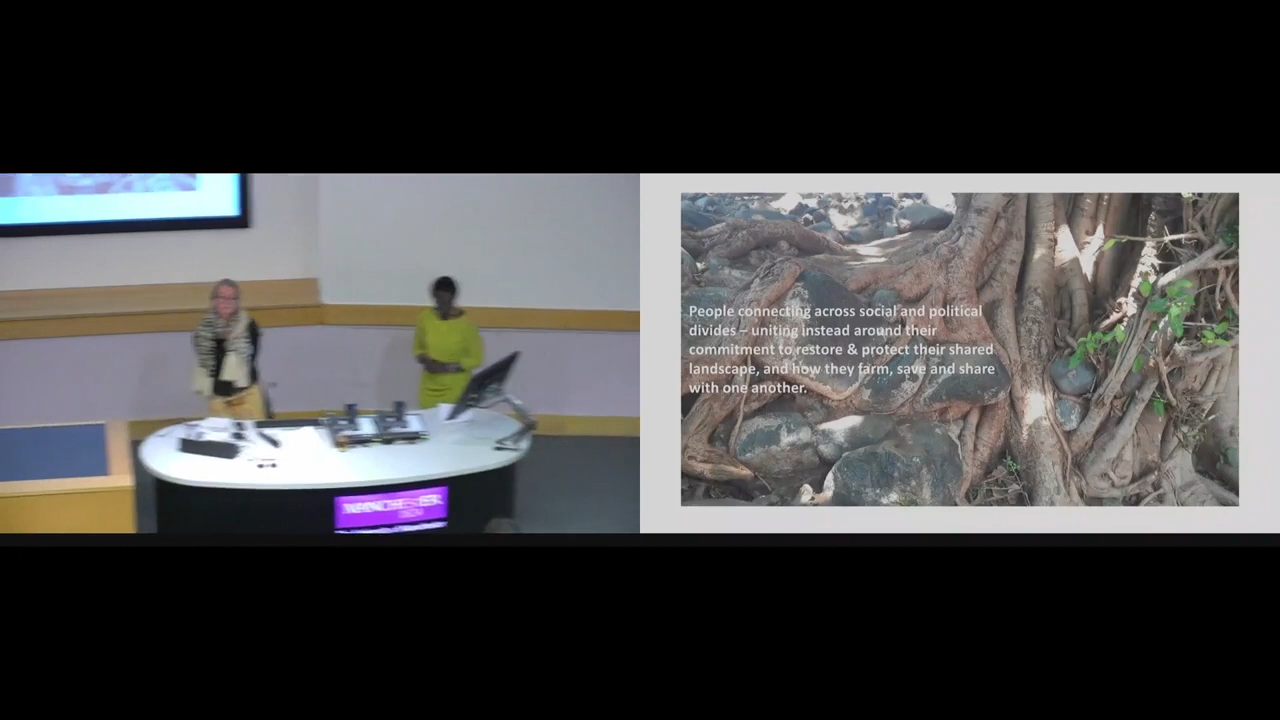 People connecting across social and political
divides – uniting instead around their
commitment to restore & protect their shared
landscape, and how they farm, save and share
with one another.
MANCHESTER